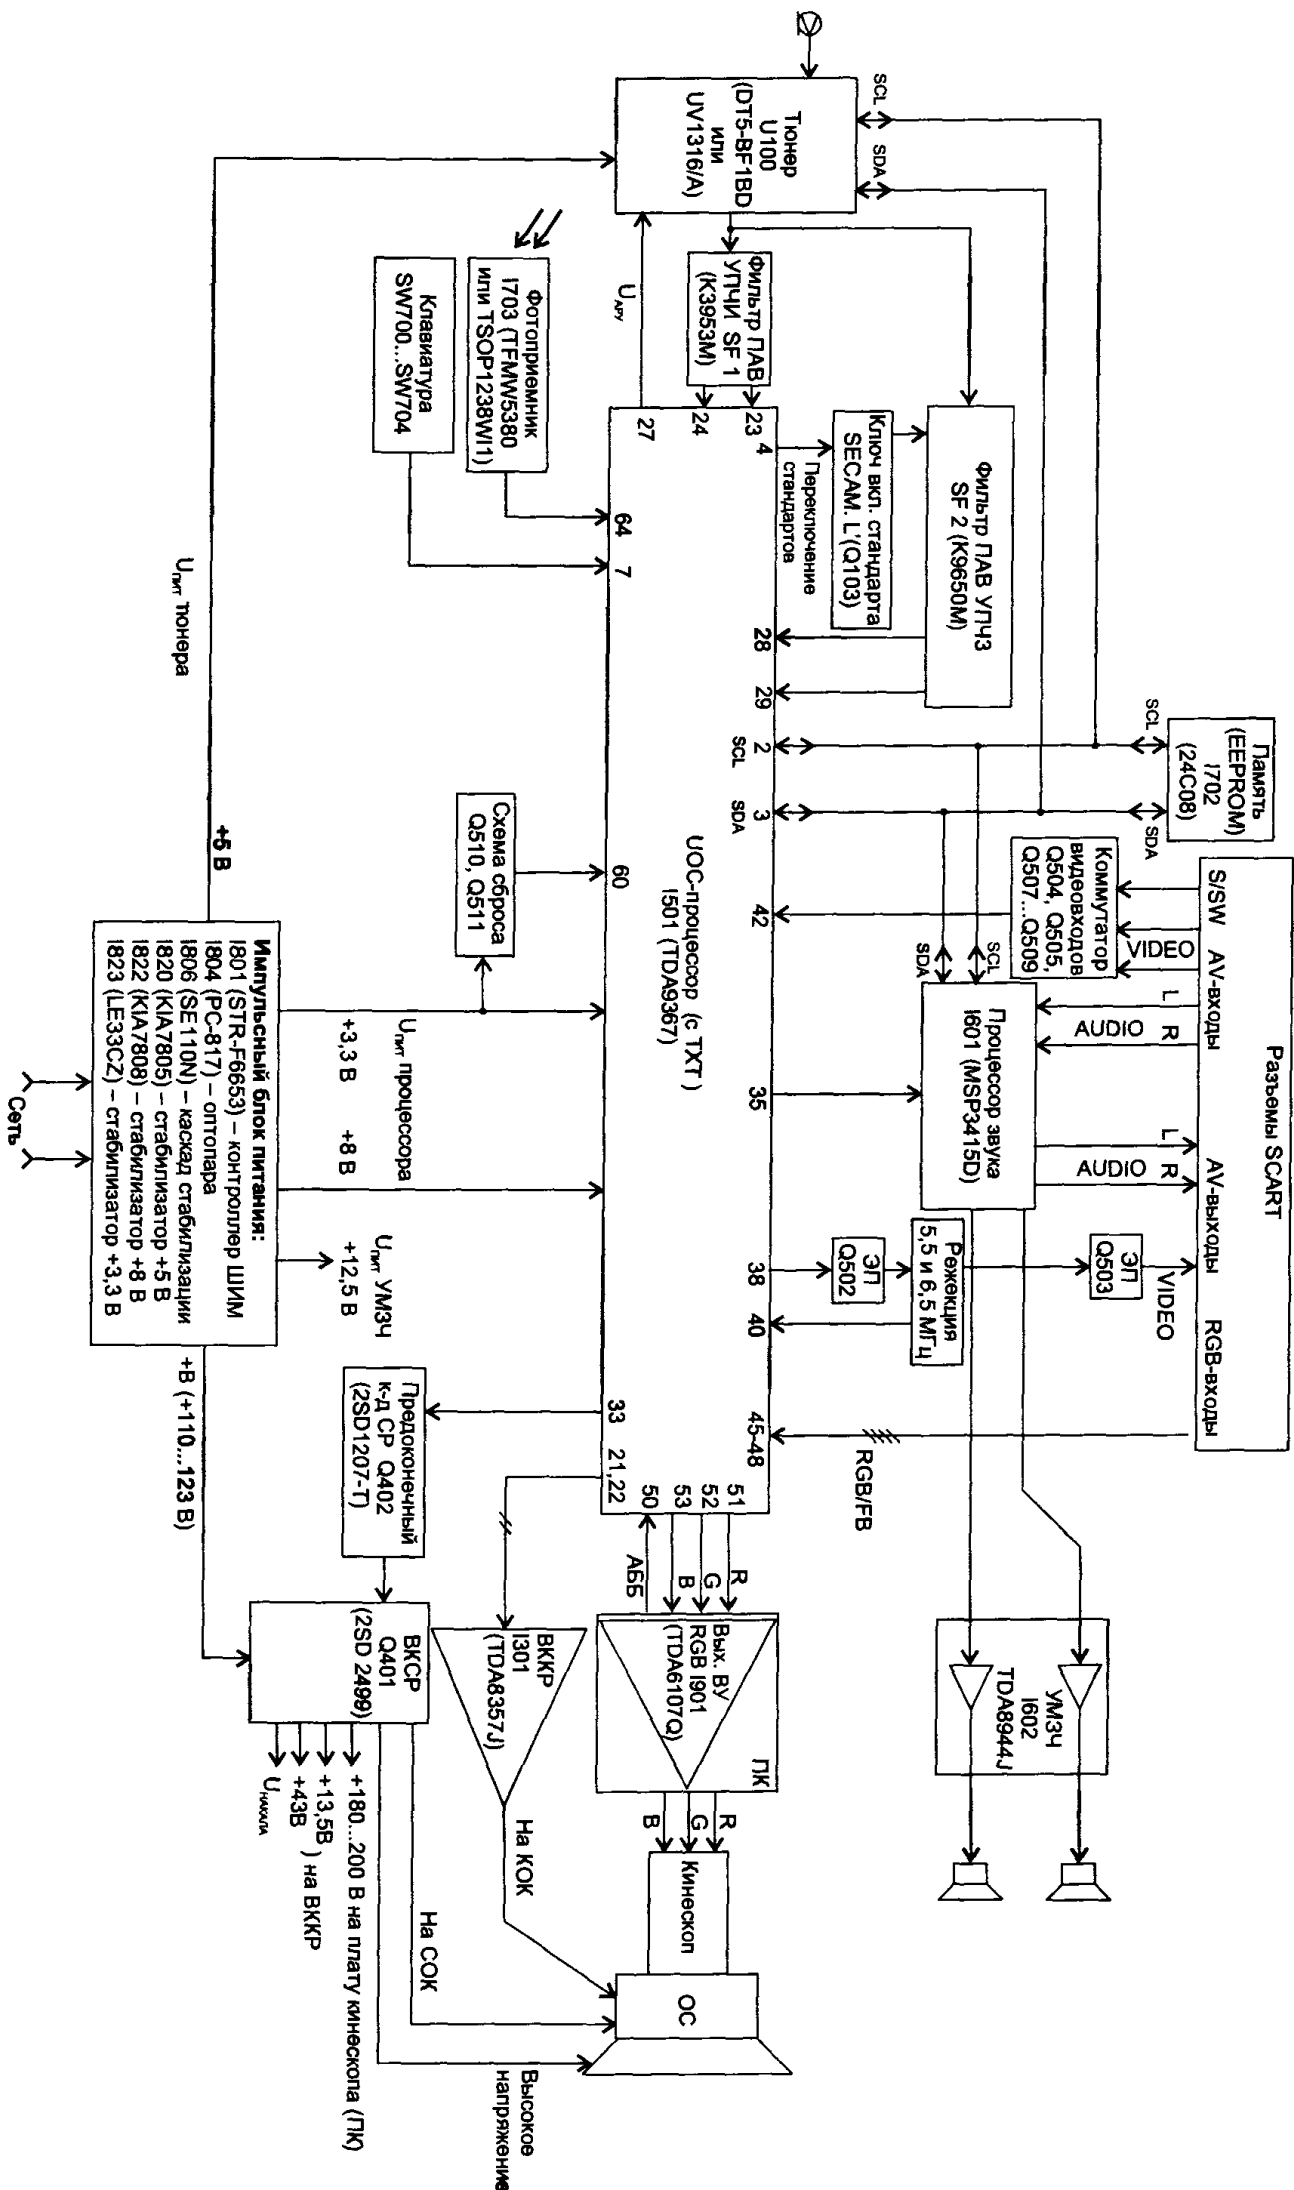 SCL
SDA
Тюнер
U100
(DT5-BF1BD
или
UV1316/A)
Фильтр ПАВ
УПЧИ SF 1
(K3953M)
UАРУ
Фотоприемник
I703 (TFMW5380
или TSOP1238WI1)
Клавиатура
SW700...SW704
Фильтр ПАВ УПЧЗ
SF 2 (K9650M)
Ключ вкл. стандарта
SECAM. L'(Q103)
Переключение
стандартов
Память
(EEPROM)
I702
(24C08)
SCL
SDA
23
24
27
4
28
29
2
SCL
3
SDA
42
35
38
40
45-48
64
7
60
33
21,22
50
53
52
51
UOC-процессор (с TXT )
I501 (TDA9367)
Коммутатор
видеовходов
Q504, Q505,
Q507...Q509
Разъемы SCART
S/SW
AV-входы
AV-выходы
RGB-входы
VIDEO
L
AUDIO
R
L
AUDIO
R
VIDEO
SDA
SCL
Процессор звука
I601 (MSP3415D)
ЭП
Q502
Режекция
5,5 и 6,5 МГц
ЭП
Q503
RGB/FB
Схема сброса
Q510, Q511
Uпит тюнера
+5 В
Uпит процессора
+3,3 В
+8 В
Uпит УМЗЧ
+12,5 В
Импульсный блок питания:
I801 (STR-F6653) – контроллер ШИМ
I804 (PC-817) – оптопара
I806 (SE110N) – каскад стабилизации
I820 (KIA7805) – стабилизатор +5 В
I822 (KIA7808) – стабилизатор +8 В
I823 (LE33CZ) – стабилизатор +3,3 В
Сеть
+В (+110...123 В)
Предоконечный
к-д СР Q402
(2SD1207-T)
ВКСР
Q401
(2SD 2499)
ВККР
I301
(TDA8357J)
АББ
B
G
R
Вых. ВУ
RGB I901
(TDA6107Q)
ПК
R
G
B
Кинескоп
ОС
УМЗЧ
I602
TDA8944J
На КОК
На СОК
Высокое
напряжение
+180...200 В на плату кинескопа (ПК)
+13,5В
+43В
) на ВККР
UНАКАЛА